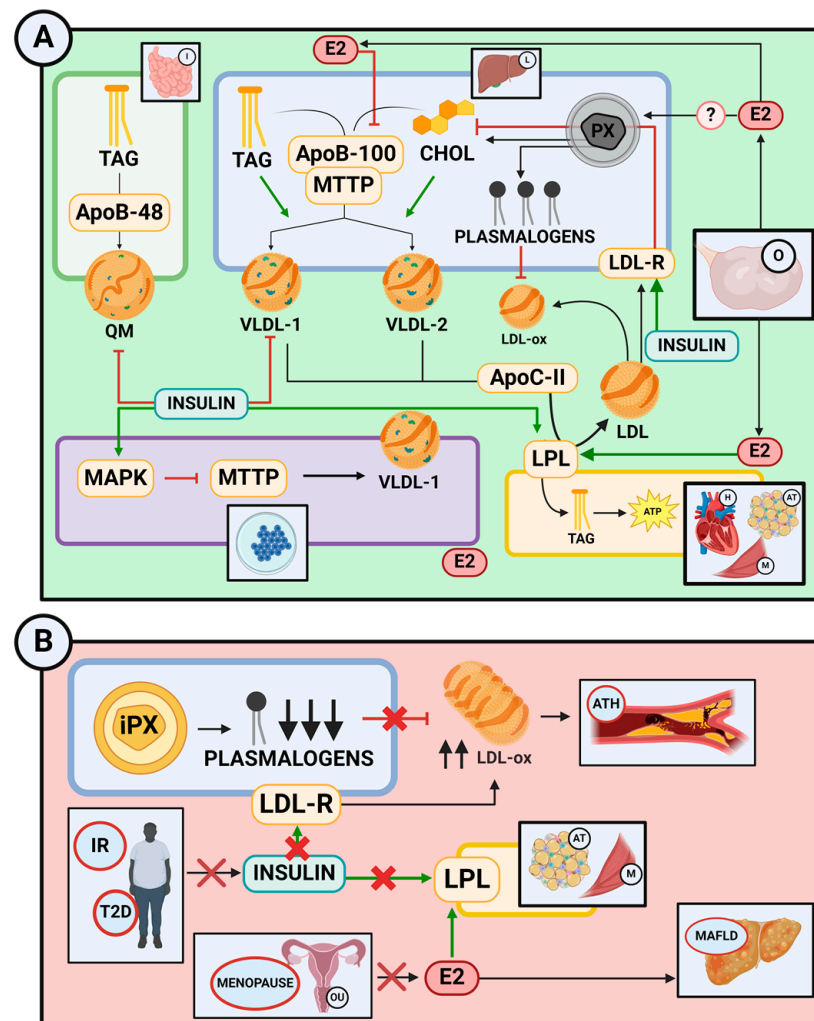 A
I
L
E2
E2
?
PX
TAG
TAG
ApoB-100
CHOL
MTTP
ApoB-48
PLASMALOGENS
O
LDL-R
QM
VLDL-1
VLDL-2
LDL-ox
INSULIN
ApoC-II
INSULIN
LDL
E2
LPL
MAPK
MTTP
VLDL-1
TAG
ATP
H
AT
M
E2
B
iPX
PLASMALOGENS
LDL-ox
ATH
LDL-R
IR
T2D
INSULIN
LPL
AT
M
MENOPAUSE
OU
E2
MAFLD